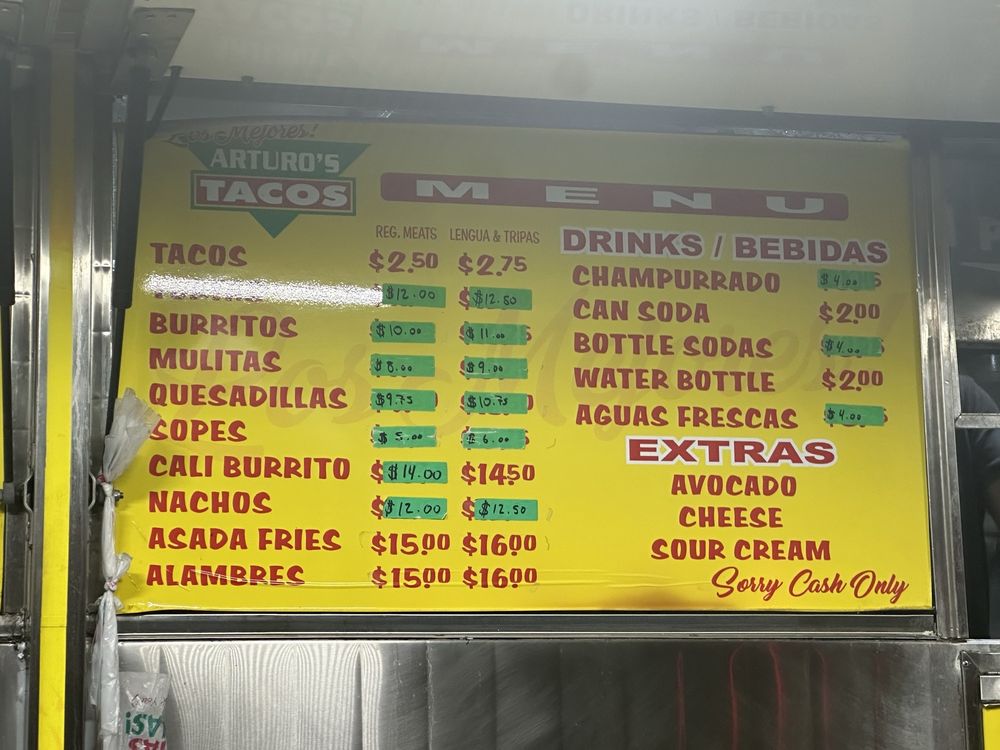 Los Mejores!
ARTURO'S
TACOS
MENU
REG. MEATS LENGUA & TRIPAS
TACOS $2.50 $2.75
$12.00 $12.50
BURRITOS $10.00 $11.00
MULITAS $8.00 $9.00
QUESADILLAS $9.75 $10.75
SOPES $5.00 $6.00
CALI BURRITO $14.00 $14.50
NACHOS $12.00 $12.50
ASADA FRIES $15.00 $16.00
ALAMBRES $15.00 $16.00
DRINKS / BEBIDAS
CHAMPURRADO $4.00
CAN SODA $2.00
BOTTLE SODAS $4.00
WATER BOTTLE $2.00
AGUAS FRESCAS $4.00
EXTRAS
AVOCADO
CHEESE
SOUR CREAM
Sorry Cash Only